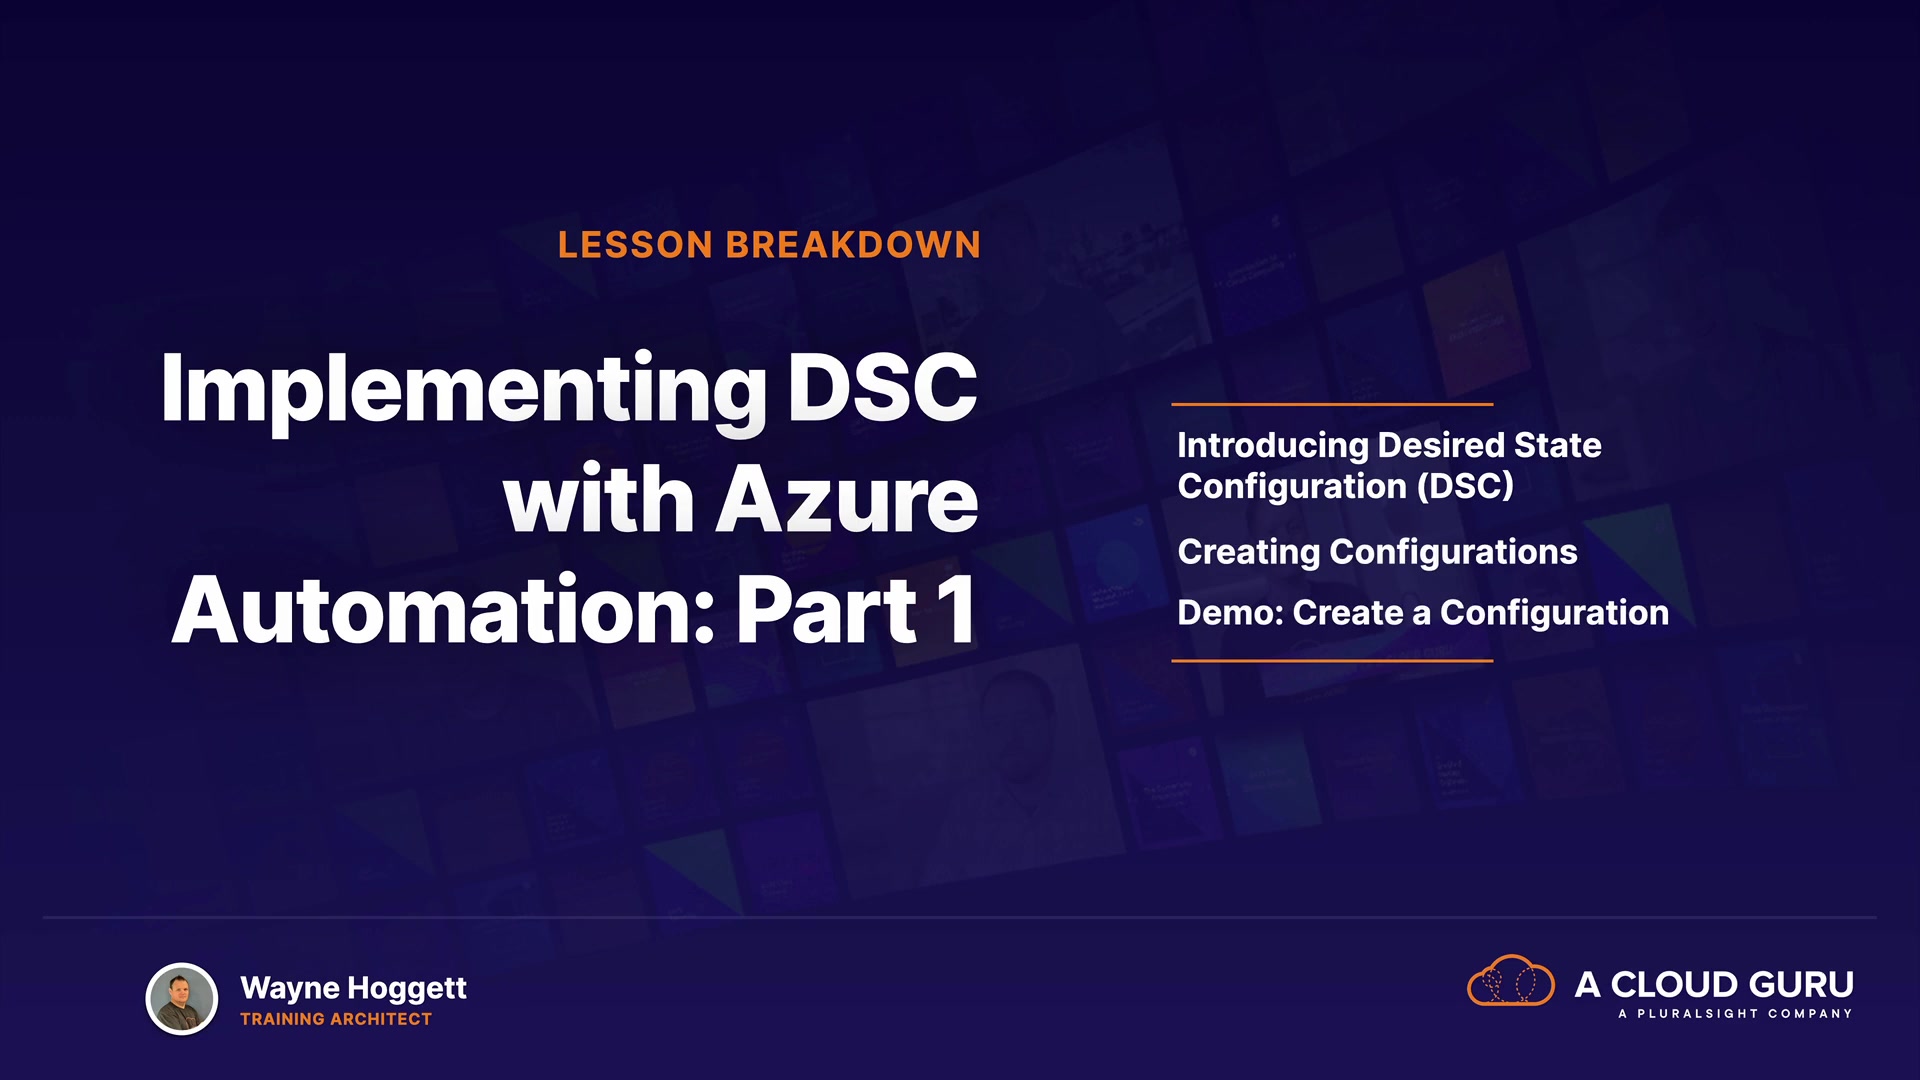 LESSON BREAKDOWN
Implementing DSC
with Azure
Automation: Part 1
Introducing Desired State
Configuration (DSC)
Creating Configurations
Demo: Create a Configuration
Wayne Hoggett
TRAINING ARCHITECT
A CLOUD GURU
A PLURALSIGHT COMPANY